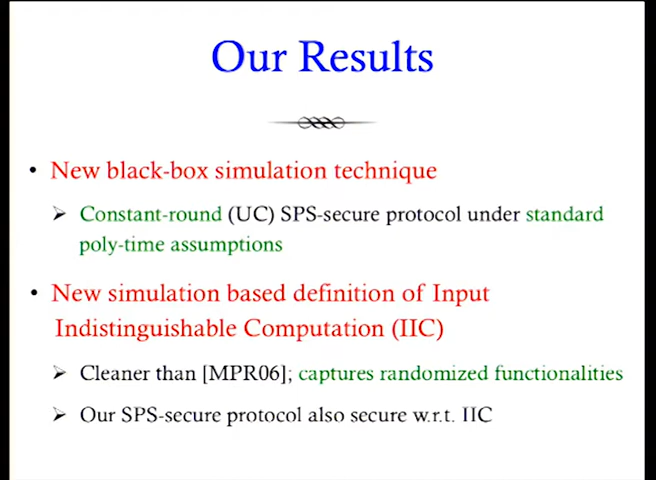 Our Results
• New black-box simulation technique
➢ Constant-round (UC) SPS-secure protocol under standard
poly-time assumptions
• New simulation based definition of Input
Indistinguishable Computation (IIC)
➢ Cleaner than [MPR06]; captures randomized functionalities
➢ Our SPS-secure protocol also secure w.r.t. IIC